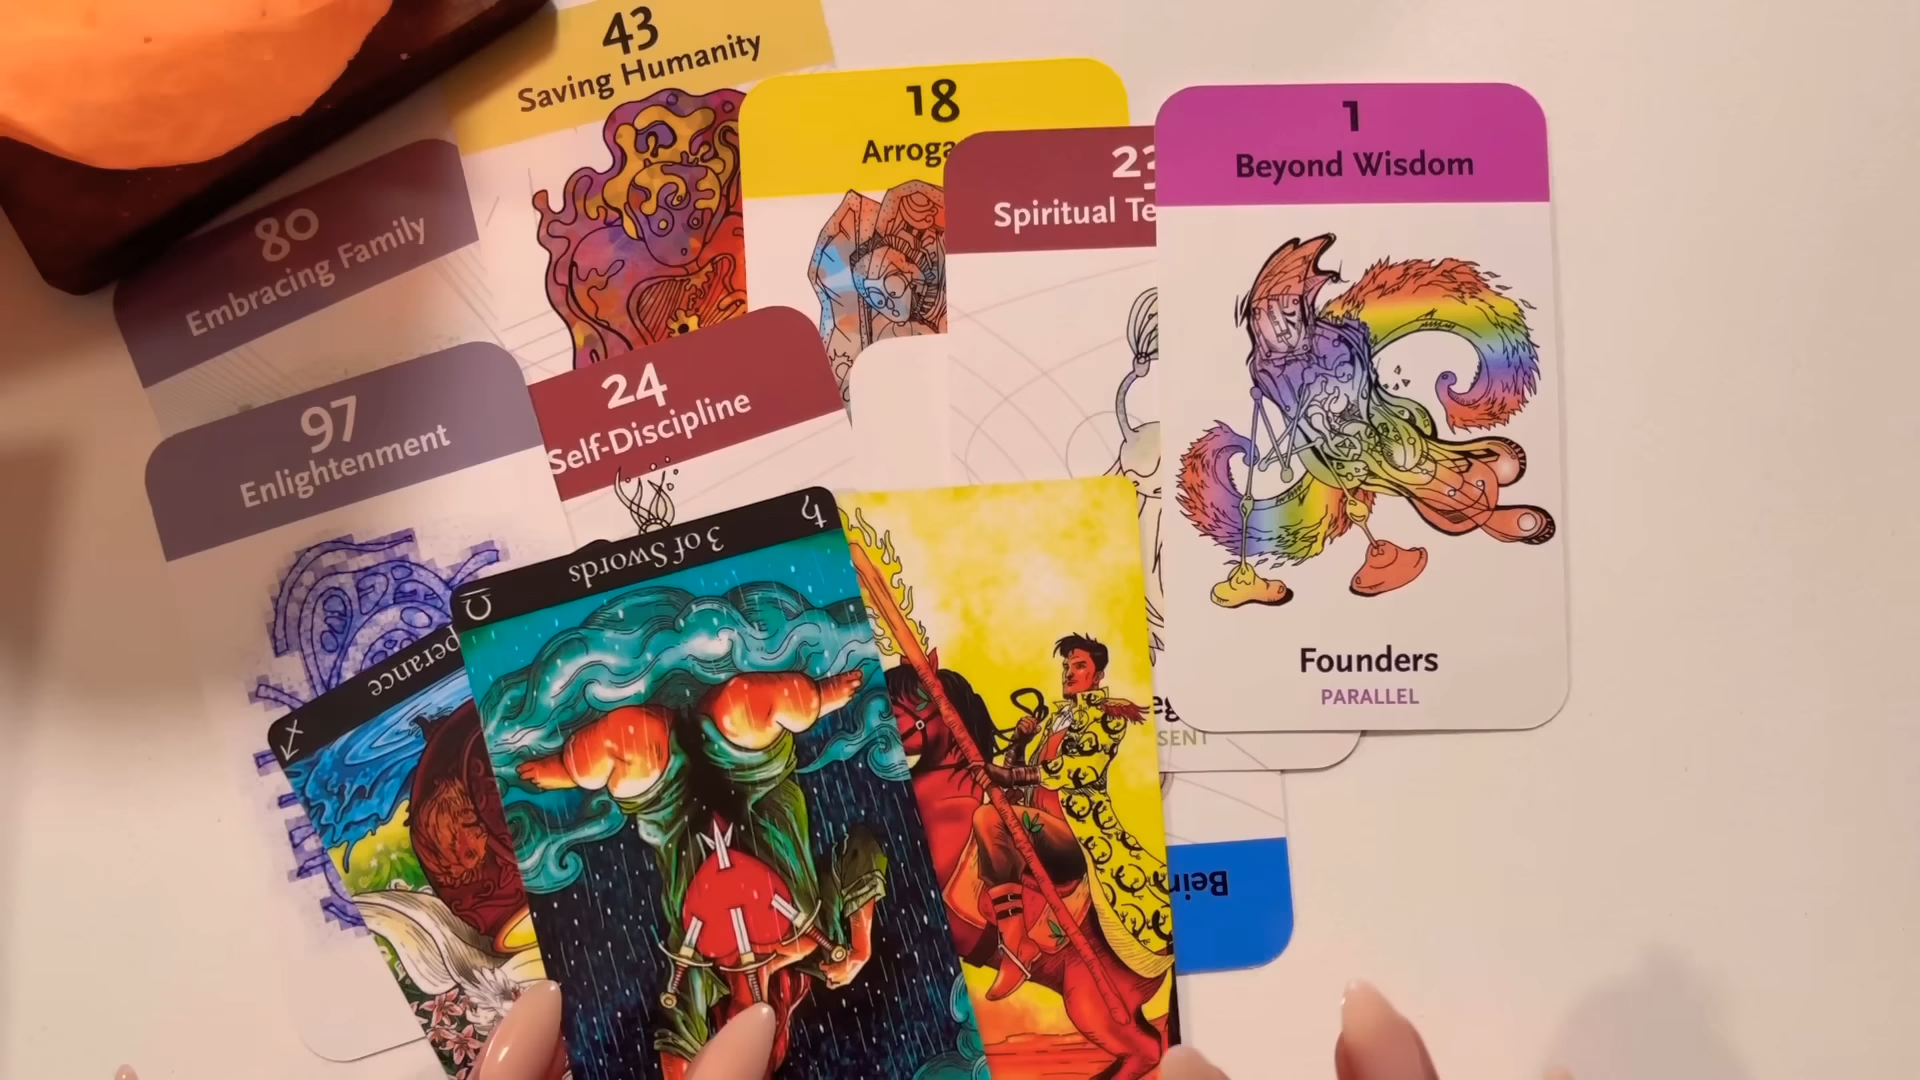 43
Saving Humanity
18
1
Beyond Wisdom
80
Embracing Family
Spiritual
24
Self-Discipline
97
Enlightenment
3 of Swords
Founders
PARALLEL